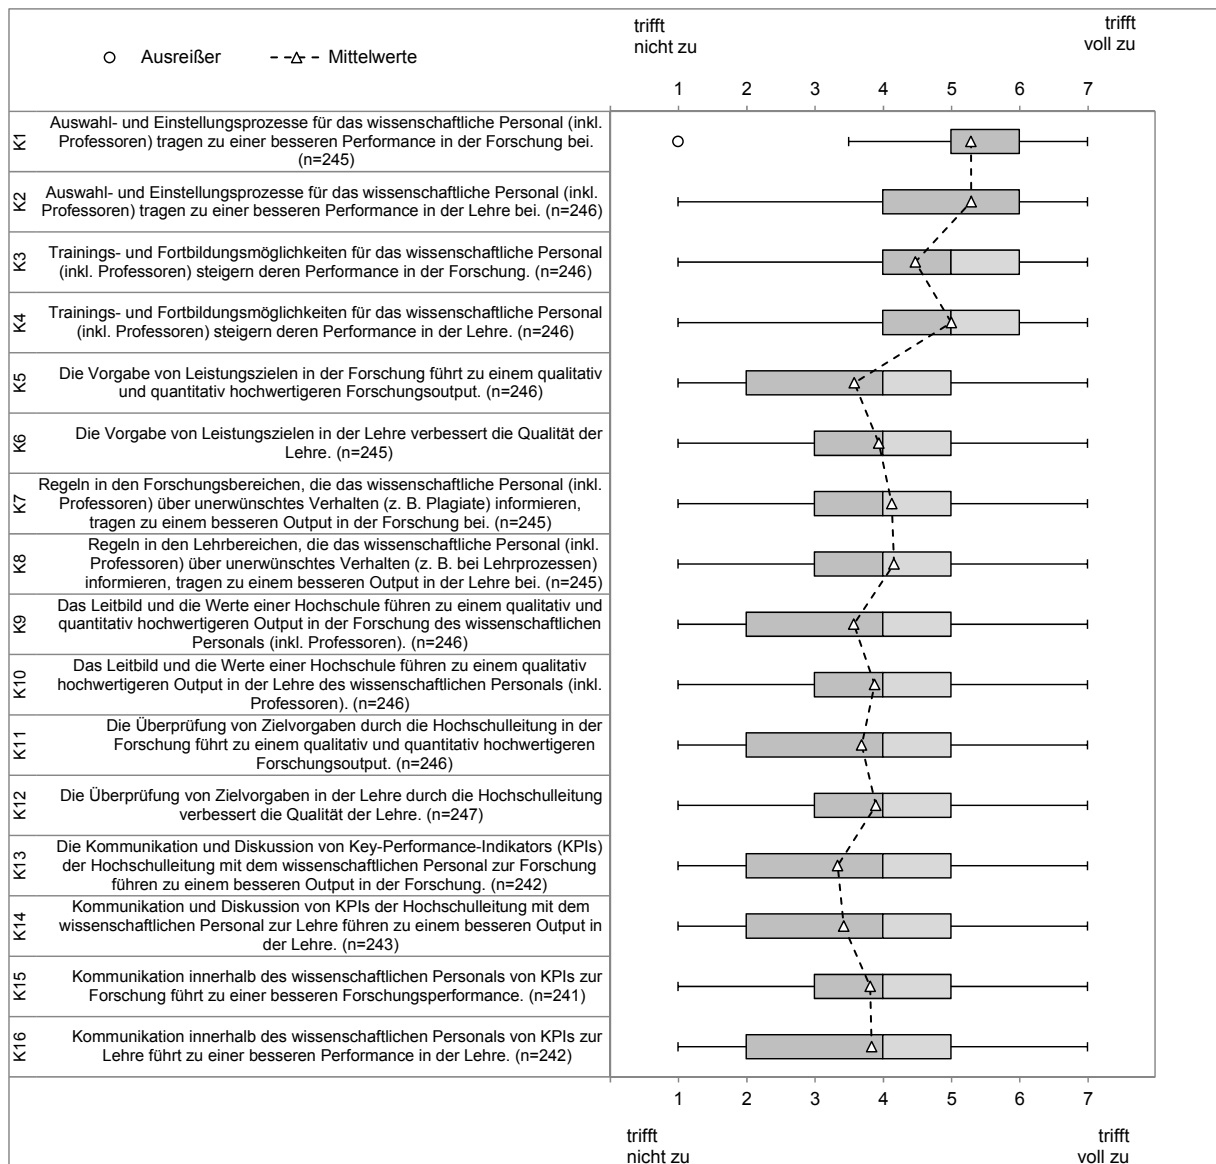 trifft
nicht zu
trifft
voll zu
Ausreißer
Mittelwerte
1 2 3 4 5 6 7
K1
Auswahl- und Einstellungsprozesse für das wissenschaftliche Personal (inkl.
Professoren) tragen zu einer besseren Performance in der Forschung bei.
(n=245)
K2
Auswahl- und Einstellungsprozesse für das wissenschaftliche Personal (inkl.
Professoren) tragen zu einer besseren Performance in der Lehre bei. (n=246)
K3
Trainings- und Fortbildungsmöglichkeiten für das wissenschaftliche Personal
(inkl. Professoren) steigern deren Performance in der Forschung. (n=246)
K4
Trainings- und Fortbildungsmöglichkeiten für das wissenschaftliche Personal
(inkl. Professoren) steigern deren Performance in der Lehre. (n=246)
K5
Die Vorgabe von Leistungszielen in der Forschung führt zu einem qualitativ
und quantitativ hochwertigeren Forschungsoutput. (n=246)
K6
Die Vorgabe von Leistungszielen in der Lehre verbessert die Qualität der
Lehre. (n=245)
K7
Regeln in den Forschungsbereichen, die das wissenschaftliche Personal (inkl.
Professoren) über unerwünschtes Verhalten (z. B. Plagiate) informieren,
tragen zu einem besseren Output in der Forschung bei. (n=245)
K8
Regeln in den Lehrbereichen, die das wissenschaftliche Personal (inkl.
Professoren) über unerwünschtes Verhalten (z. B. bei Lehrprozessen)
informieren, tragen zu einem besseren Output in der Lehre bei. (n=245)
K9
Das Leitbild und die Werte einer Hochschule führen zu einem qualitativ und
quantitativ hochwertigeren Output in der Forschung des wissenschaftlichen
Personals (inkl. Professoren). (n=246)
K10
Das Leitbild und die Werte einer Hochschule führen zu einem qualitativ
hochwertigeren Output in der Lehre des wissenschaftlichen Personals (inkl.
Professoren). (n=246)
K11
Die Überprüfung von Zielvorgaben durch die Hochschulleitung in der
Forschung führt zu einem qualitativ und quantitativ hochwertigeren
Forschungsoutput. (n=246)
K12
Die Überprüfung von Zielvorgaben in der Lehre durch die Hochschulleitung
verbessert die Qualität der Lehre. (n=247)
K13
Die Kommunikation und Diskussion von Key-Performance-Indikators (KPIs)
der Hochschulleitung mit dem wissenschaftlichen Personal zur Forschung
führen zu einem besseren Output in der Forschung. (n=242)
K14
Kommunikation und Diskussion von KPIs der Hochschulleitung mit dem
wissenschaftlichen Personal zur Lehre führen zu einem besseren Output in
der Lehre. (n=243)
K15
Kommunikation innerhalb des wissenschaftlichen Personals von KPIs zur
Forschung führt zu einer besseren Forschungsperformance. (n=241)
K16
Kommunikation innerhalb des wissenschaftlichen Personals von KPIs zur
Lehre führt zu einer besseren Performance in der Lehre. (n=242)
1 2 3 4 5 6 7
trifft
nicht zu
trifft
voll zu